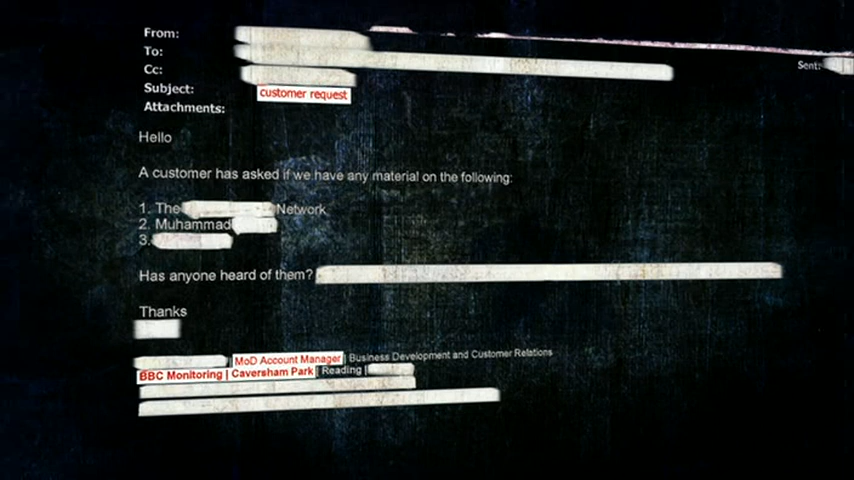 From:
To:
Sent:
Cc:
Subject: customer request
Attachments:
Hello
A customer has asked if we have any material on the following:
1. The Network
2. Muhammad
3.
Has anyone heard of them?
Thanks
| MoD Account Manager | Business Development and Customer Relations
BBC Monitoring | Caversham Park | Reading |